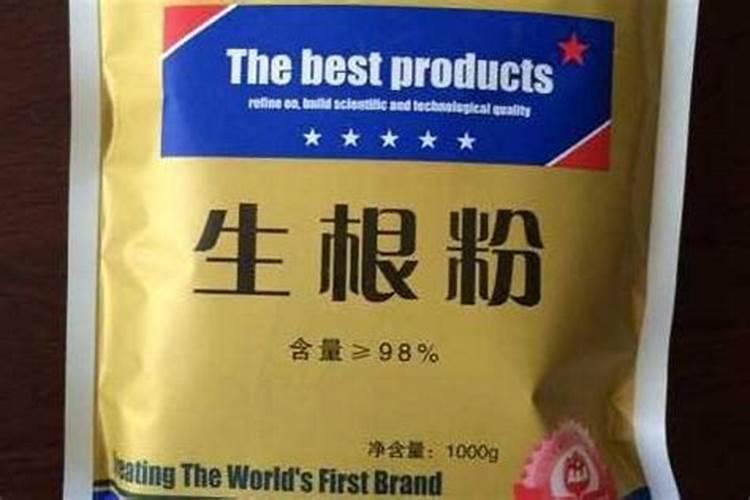 The best products
refine on, build scientific and technological quality
生根粉
含量≥98%
净含量：1000g
eating The World's First Brand